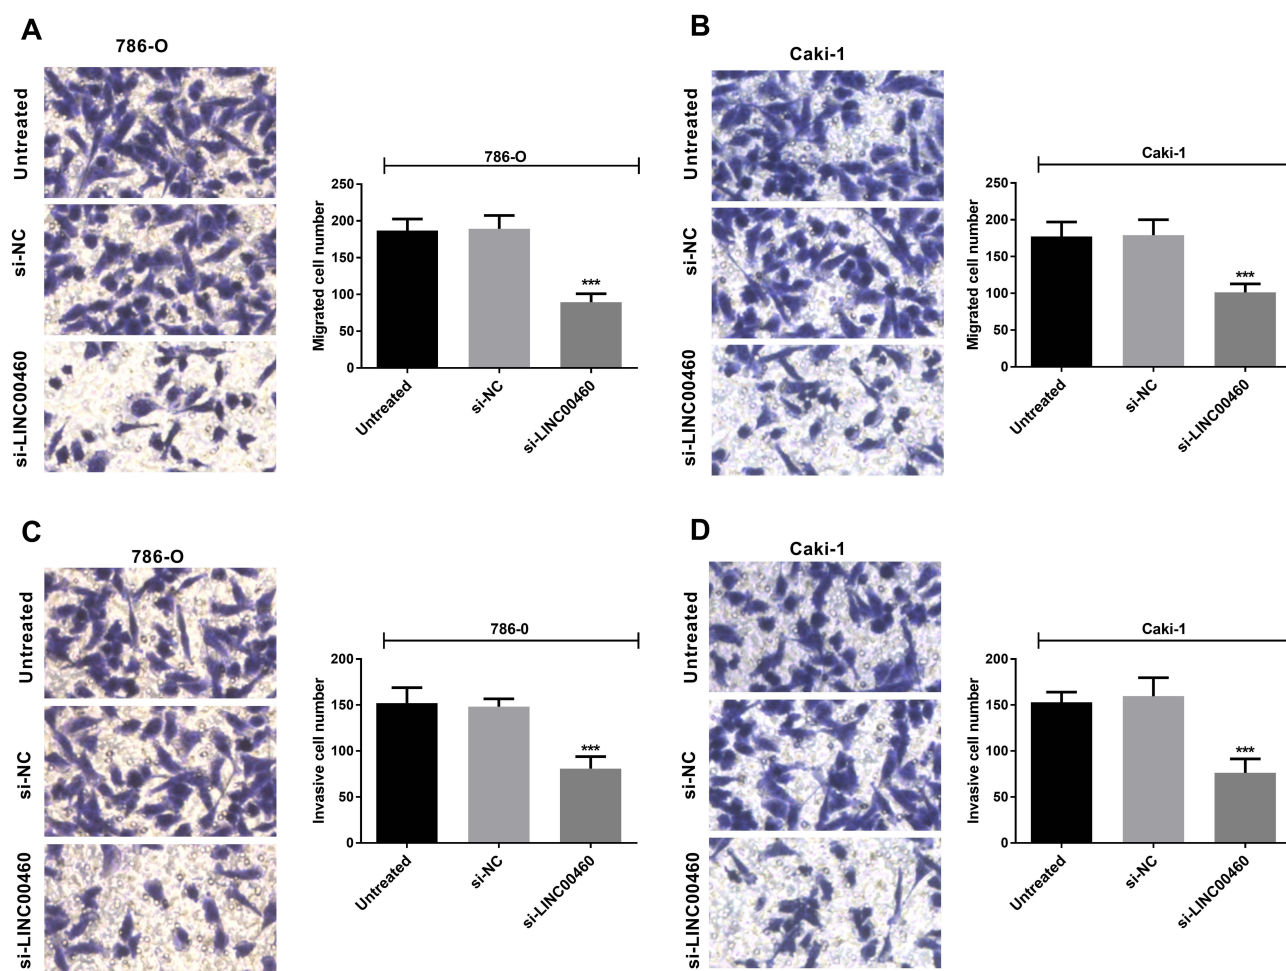 A
786-O
Untreated
si-NC
si-LINC00460
786-O
Migrated cell number
250
200
150
100
50
0
***
Untreated
si-NC
si-LINC00460
B
Caki-1
Untreated
si-NC
si-LINC00460
Caki-1
Migrated cell number
250
200
150
100
50
0
***
Untreated
si-NC
si-LINC00460
C
786-O
Untreated
si-NC
si-LINC00460
786-0
Invasive cell number
200
150
100
50
0
***
Untreated
si-NC
si-LINC00460
D
Caki-1
Untreated
si-NC
si-LINC00460
Caki-1
Invasive cell number
200
150
100
50
0
***
Untreated
si-NC
si-LINC00460